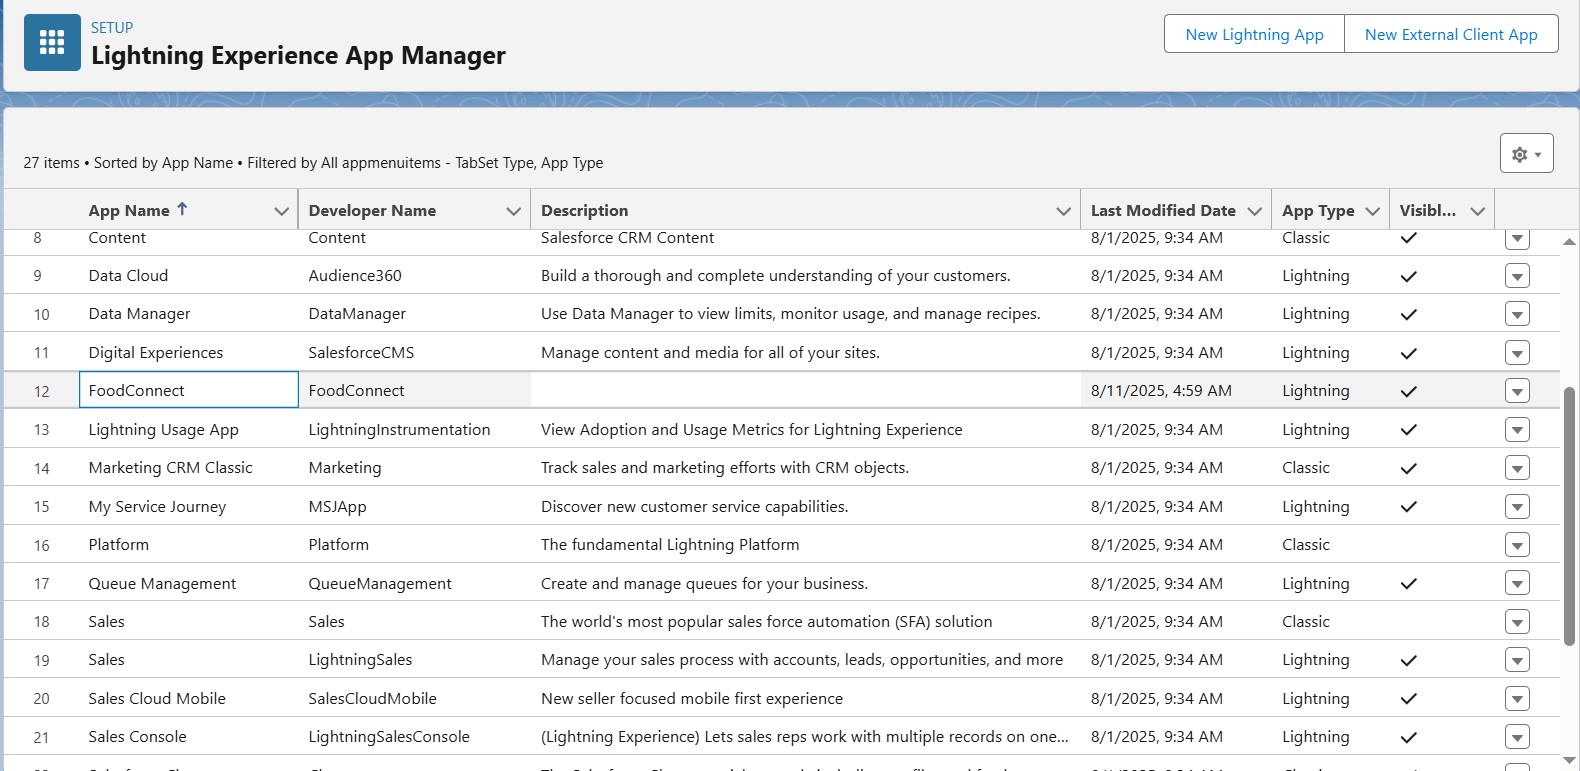 SETUP
Lightning Experience App Manager
New Lightning App
New External Client App
27 items • Sorted by App Name • Filtered by All appmenuitems - TabSet Type, App Type
App Name ↑ Developer Name Description Last Modified Date App Type Visibl...
8 Content Content Salesforce CRM Content 8/1/2025, 9:34 AM Classic ✓
9 Data Cloud Audience360 Build a thorough and complete understanding of your customers. 8/1/2025, 9:34 AM Lightning ✓
10 Data Manager DataManager Use Data Manager to view limits, monitor usage, and manage recipes. 8/1/2025, 9:34 AM Lightning ✓
11 Digital Experiences SalesforceCMS Manage content and media for all of your sites. 8/1/2025, 9:34 AM Lightning ✓
12 FoodConnect FoodConnect 8/11/2025, 4:59 AM Lightning ✓
13 Lightning Usage App LightningInstrumentation View Adoption and Usage Metrics for Lightning Experience 8/1/2025, 9:34 AM Lightning ✓
14 Marketing CRM Classic Marketing Track sales and marketing efforts with CRM objects. 8/1/2025, 9:34 AM Classic ✓
15 My Service Journey MSJApp Discover new customer service capabilities. 8/1/2025, 9:34 AM Lightning ✓
16 Platform Platform The fundamental Lightning Platform 8/1/2025, 9:34 AM Classic
17 Queue Management QueueManagement Create and manage queues for your business. 8/1/2025, 9:34 AM Lightning ✓
18 Sales Sales The world's most popular sales force automation (SFA) solution 8/1/2025, 9:34 AM Classic
19 Sales LightningSales Manage your sales process with accounts, leads, opportunities, and more 8/1/2025, 9:34 AM Lightning ✓
20 Sales Cloud Mobile SalesCloudMobile New seller focused mobile first experience 8/1/2025, 9:34 AM Lightning ✓
21 Sales Console LightningSalesConsole (Lightning Experience) Lets sales reps work with multiple records on one... 8/1/2025, 9:34 AM Lightning ✓